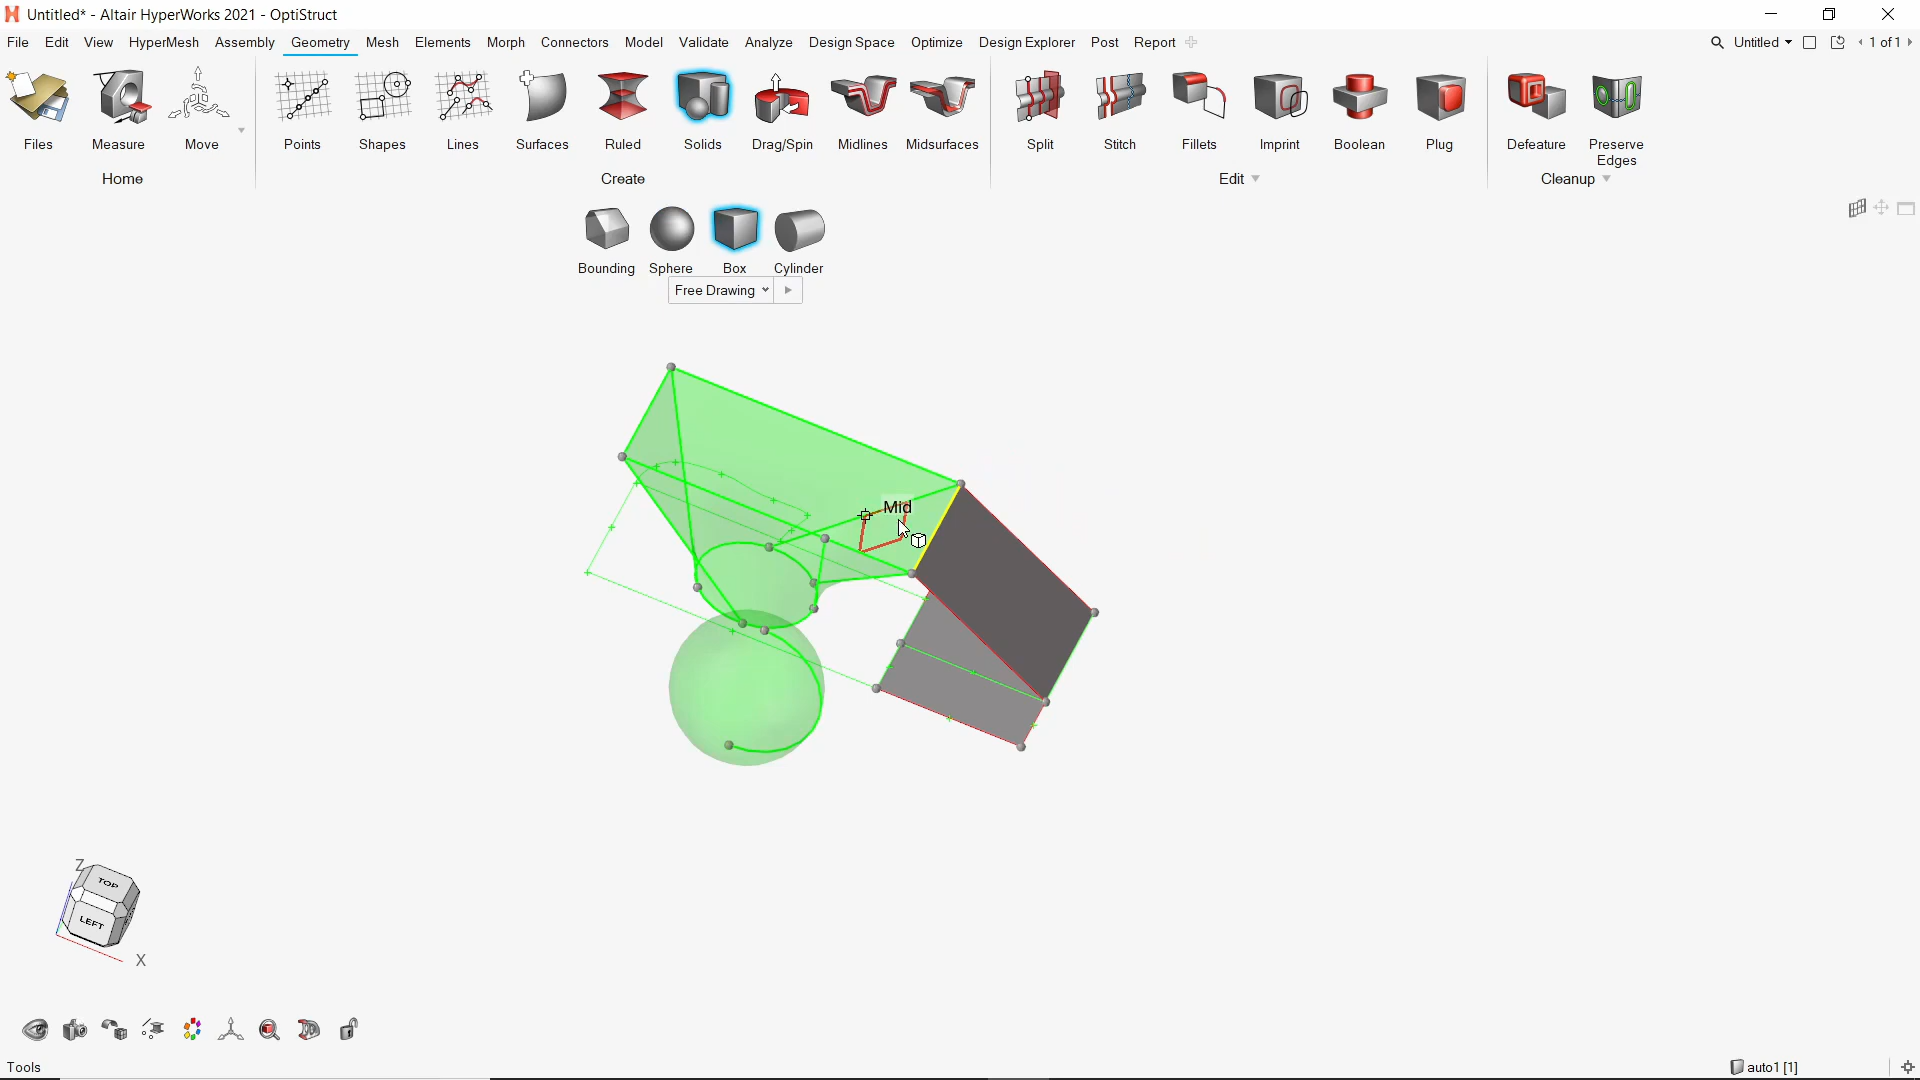 Untitled* - Altair HyperWorks 2021 - OptiStruct
File Edit View HyperMesh Assembly Geometry Mesh Elements Morph Connectors Model Validate Analyze Design Space Optimize Design Explorer Post Report Untitled 1 of 1
Files Measure Move Points Shapes Lines Surfaces Ruled Solids Drag/Spin Midlines Midsurfaces Split Stitch Fillets Imprint Boolean Plug Defeature Preserve
Edges
Home Create Edit Cleanup
Bounding Sphere Box Cylinder
Free Drawing
Mid
Z
TOP
LEFT
X
Tools auto1 [1]